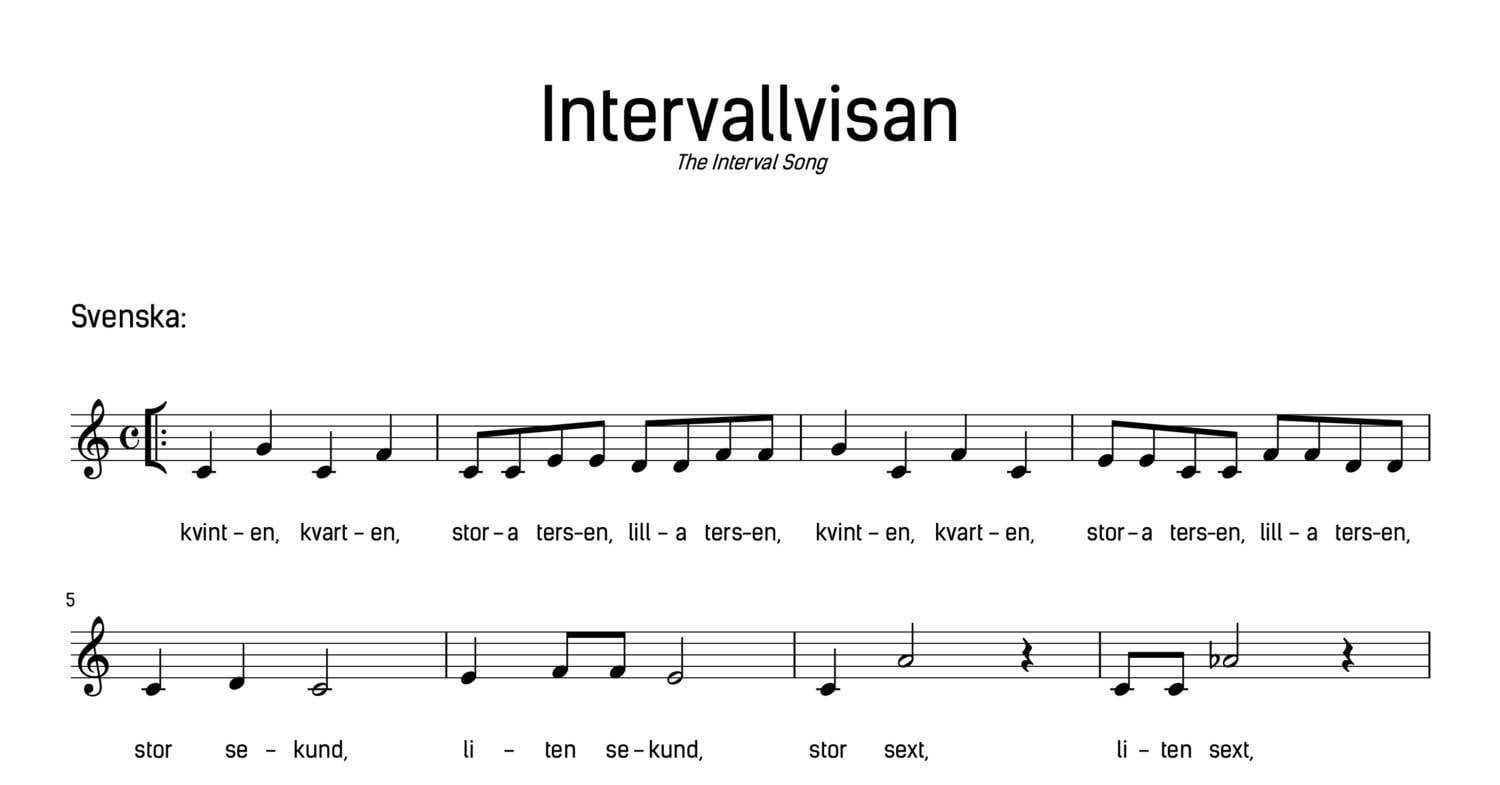 Intervallvisan
The Interval Song
Svenska:
kvint – en, kvart – en, stor – a ters-en, lill – a ters-en, kvint – en, kvart – en, stor – a ters-en, lill – a ters-en,
5
stor se – kund, li – ten se – kund, stor sext, li – ten sext,